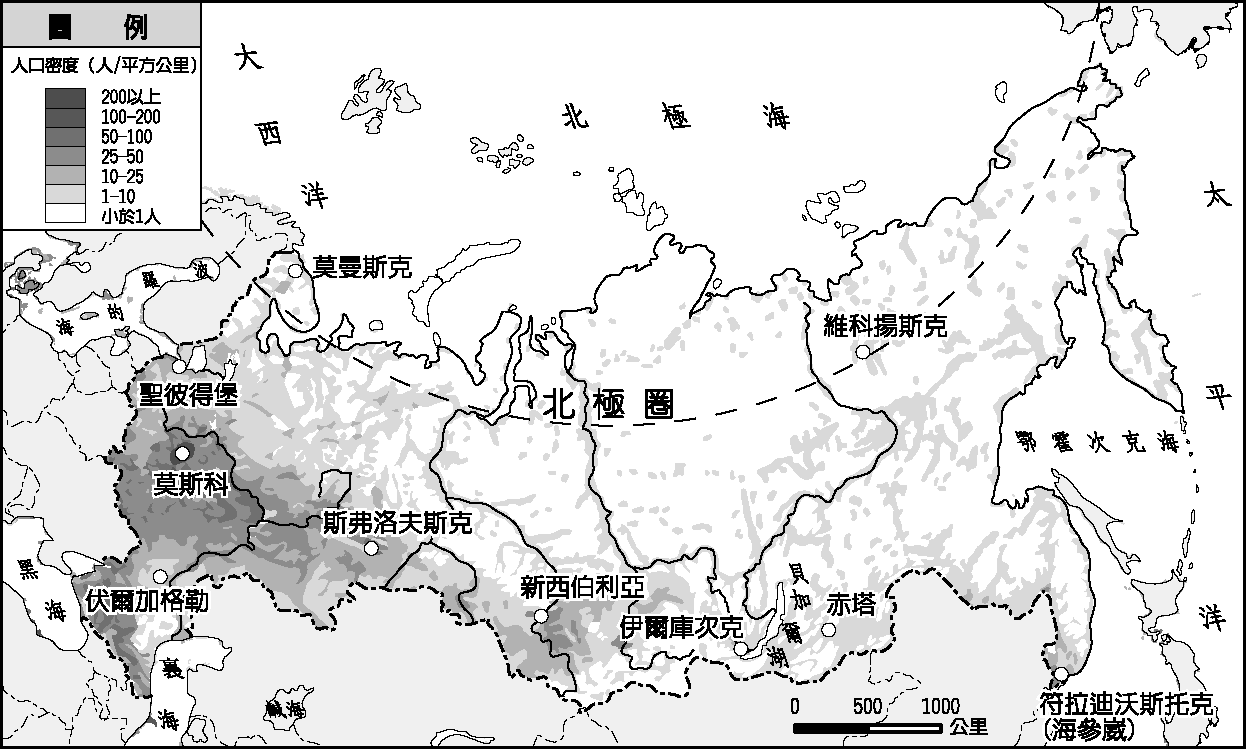 圖 例
人口密度（人/平方公里）
200以上
100-200
50-100
25-50
10-25
1-10
小於1人
大西洋
北極海
太平洋
波羅的海
莫曼斯克
維科揚斯克
聖彼得堡
北極圈
鄂霍次克海
莫斯科
斯弗洛夫斯克
黑海
伏爾加格勒
新西伯利亞
貝加爾湖
赤塔
伊爾庫次克
裏海
鹹海
符拉迪沃斯托克
（海參崴）
0 500 1000
公里